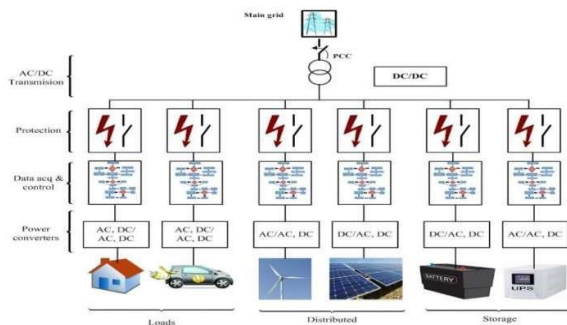 Main grid
PCC
AC/DC
Transmision
DC/DC
Protection
Data acq &
control
Power
converters
AC, DC/
AC, DC
AC, DC/
AC, DC
AC/AC, DC
DC/AC, DC
DC/AC, DC
AC/AC, DC
BATTERY
UPS
Loads
Distributed
Storage